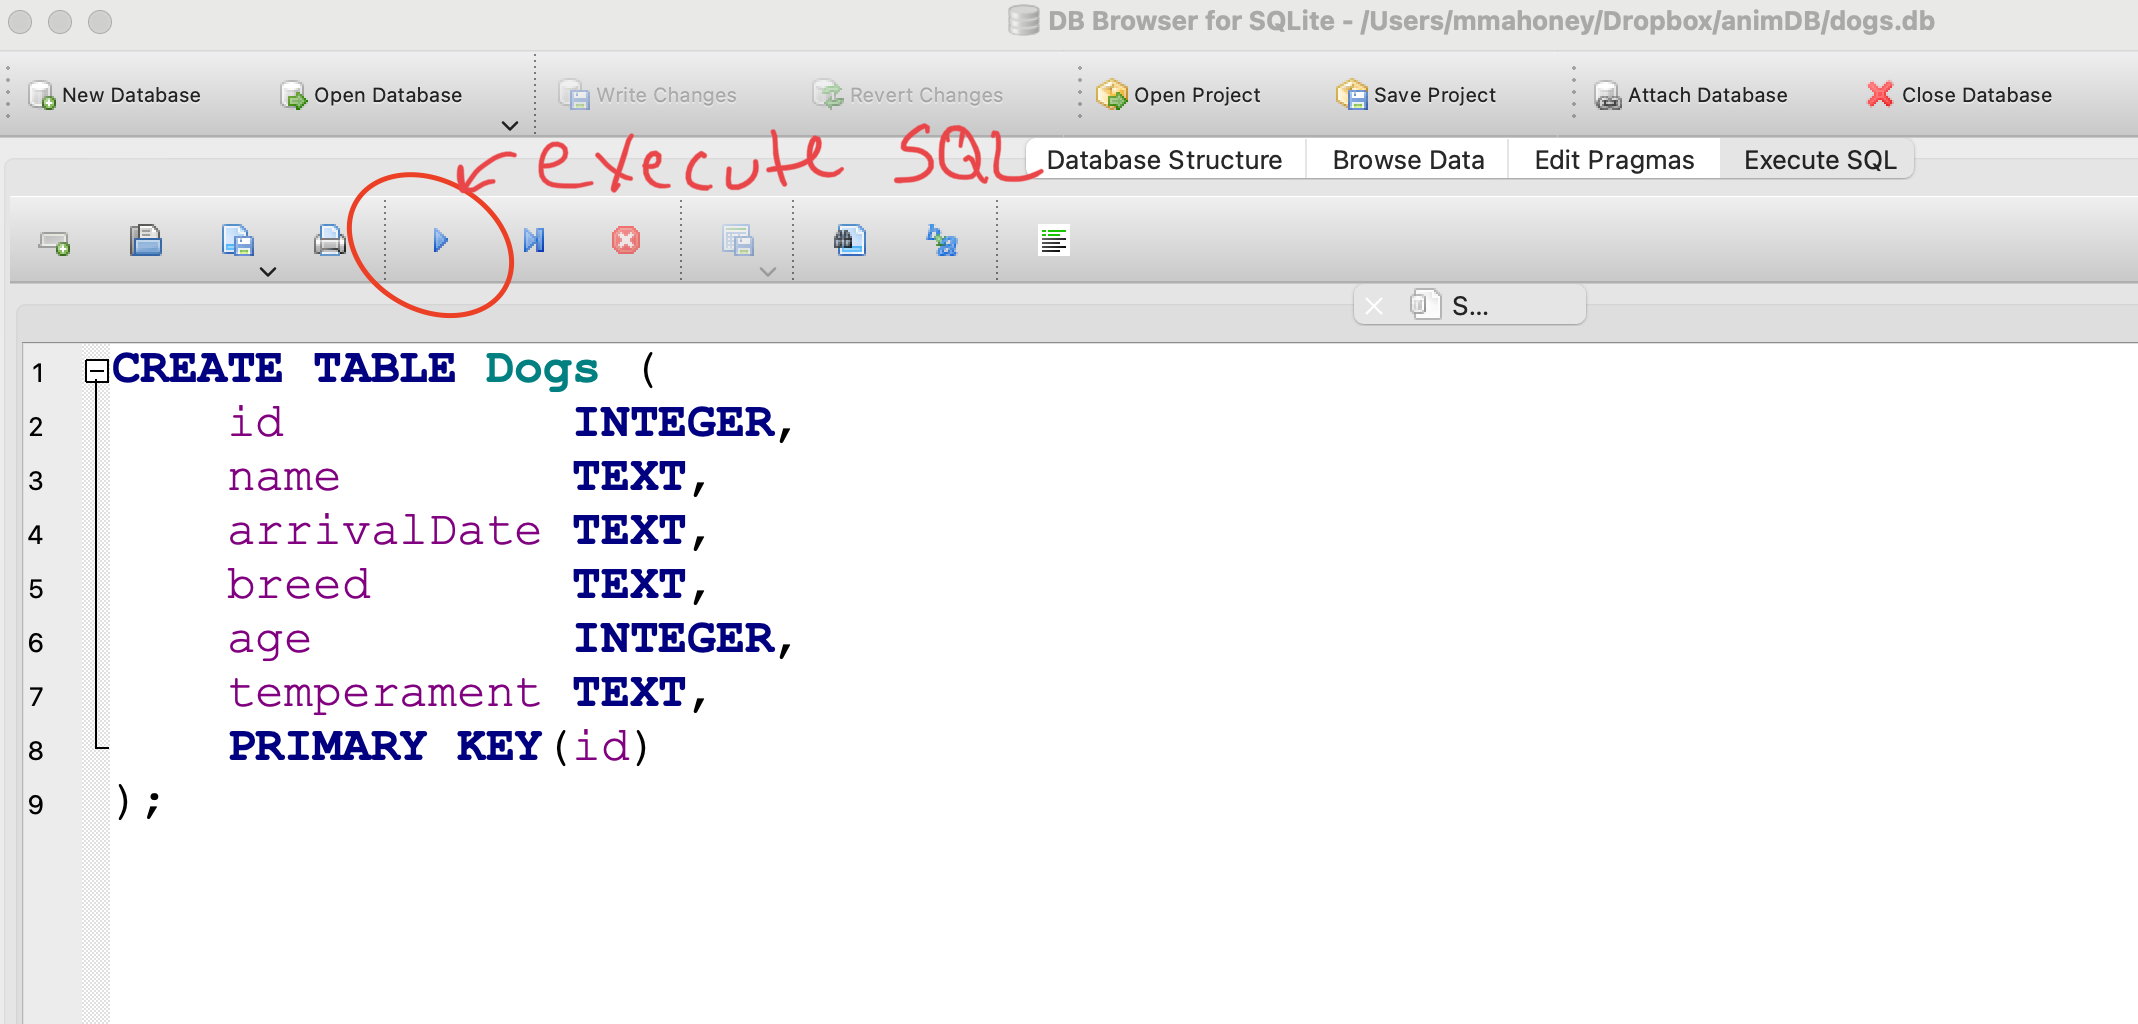 DB Browser for SQLite - /Users/mmahoney/Dropbox/animDB/dogs.db
New Database Open Database Write Changes Revert Changes Open Project Save Project Attach Database Close Database
execute SQL
Database Structure Browse Data Edit Pragmas Execute SQL
S...
1 CREATE TABLE Dogs (
2 id INTEGER,
3 name TEXT,
4 arrivalDate TEXT,
5 breed TEXT,
6 age INTEGER,
7 temperament TEXT,
8 PRIMARY KEY(id)
9 );